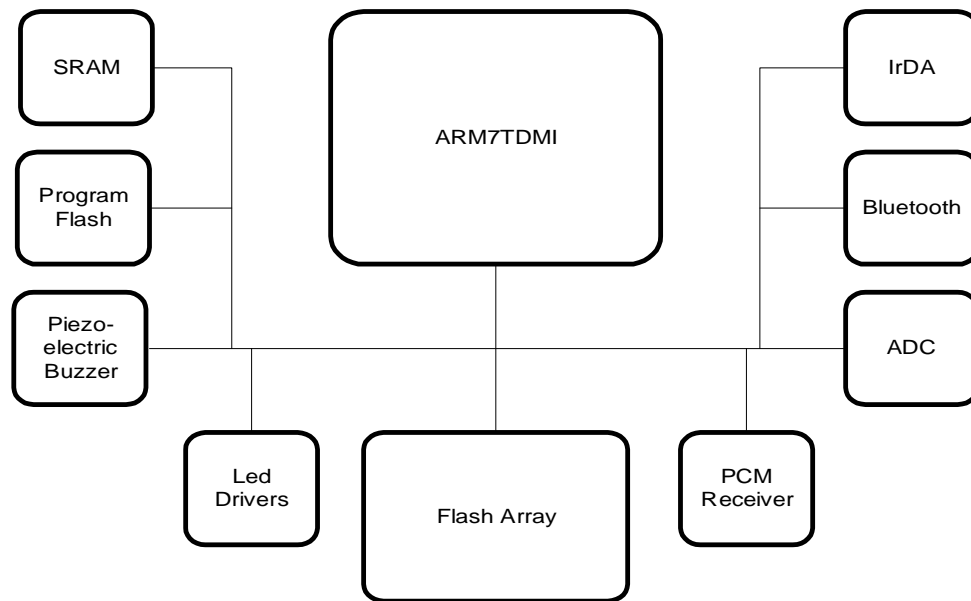 SRAM
ARM7TDMI
IrDA
Program
Flash
Bluetooth
Piezo-
electric
Buzzer
ADC
Led
Drivers
Flash Array
PCM
Receiver